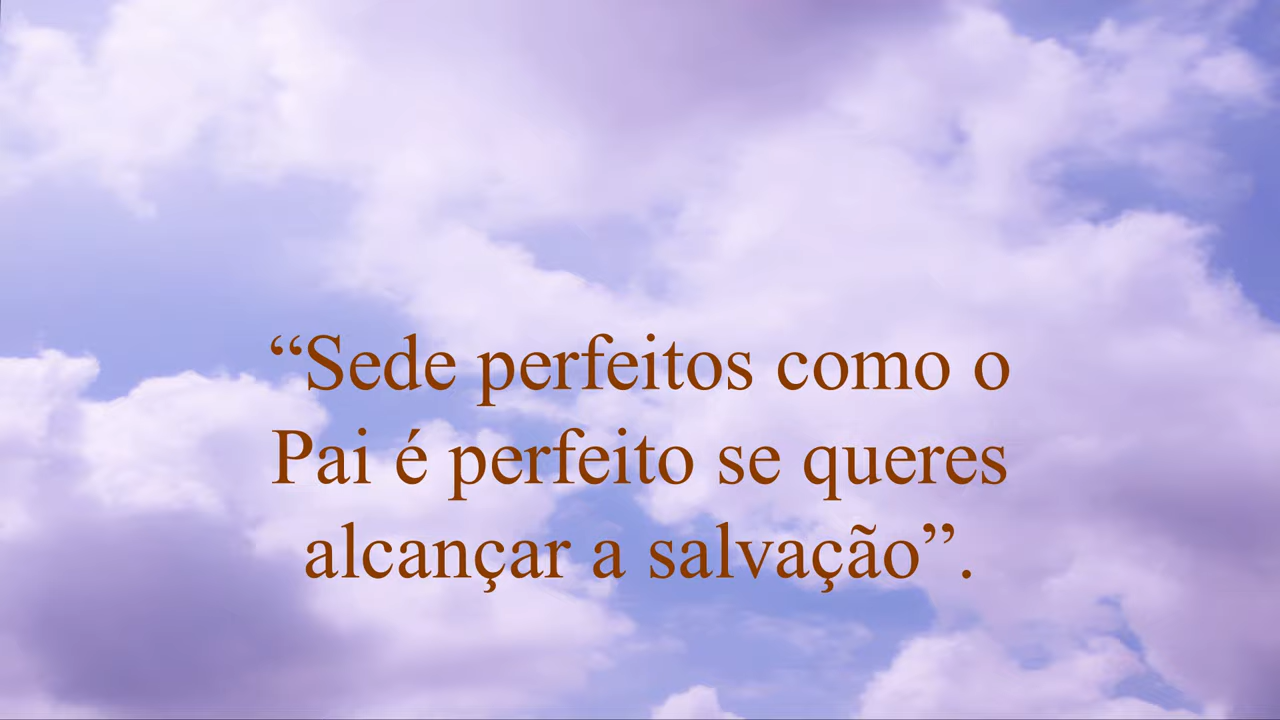 “Sede perfeitos como o
Pai é perfeito se queres
alcançar a salvação”.